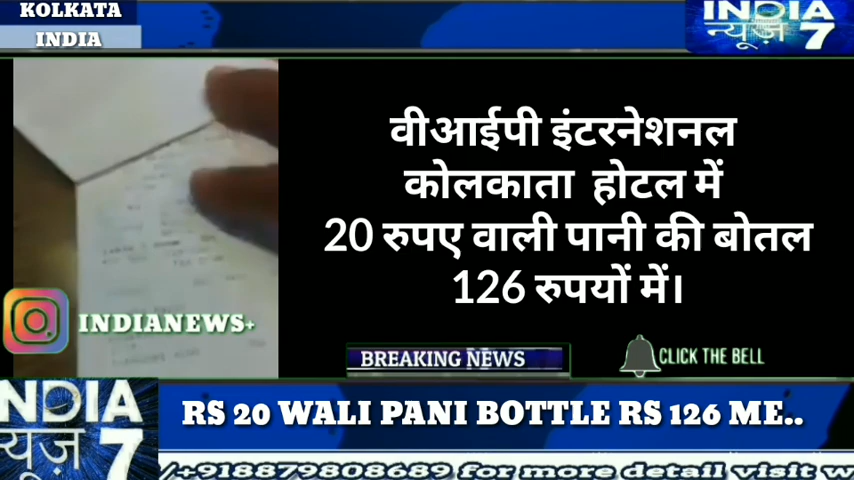 KOLKATA
INDIA
INDIA
न्यूज़ 7
वीआईपी इंटरनेशनल
कोलकाता होटल में
20 रुपए वाली पानी की बोतल
126 रुपयों में।
INDIANEWS+
BREAKING NEWS
CLICK THE BELL
NDIA
न्यूज़ 7
RS 20 WALI PANI BOTTLE RS 126 ME..
/+918879808689 for more detail visit w